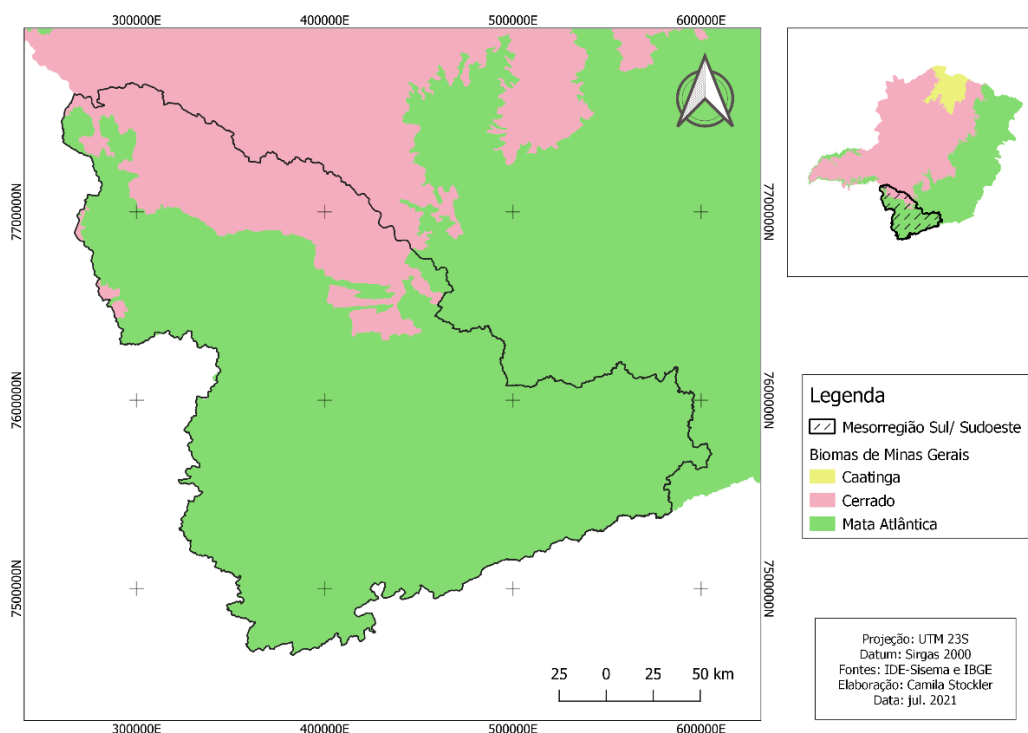 300000E 400000E 500000E 600000E
7700000N 7700000N
7600000N 7600000N
7500000N 7500000N
25 0 25 50 km
300000E 400000E 500000E 600000E
Legenda
Mesorregião Sul/ Sudoeste
Biomas de Minas Gerais
Caatinga
Cerrado
Mata Atlântica
Projeção: UTM 23S
Datum: Sirgas 2000
Fontes: IDE-Sisema e IBGE
Elaboração: Camila Stockler
Data: jul. 2021